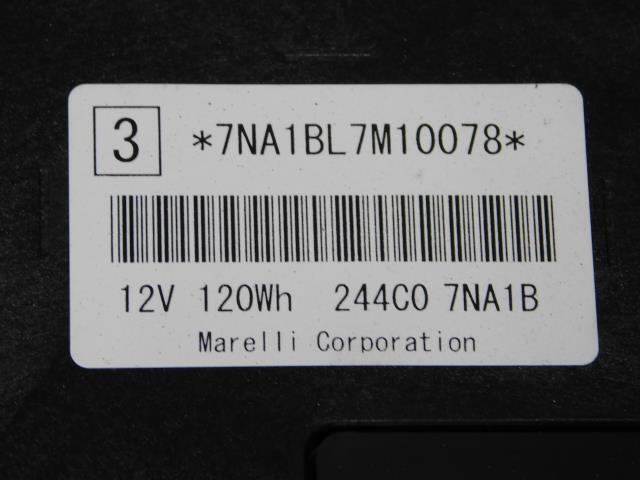 3 *7NA1BL7M10078*
12V 120Wh 244C0 7NA1B
Marelli Corporation